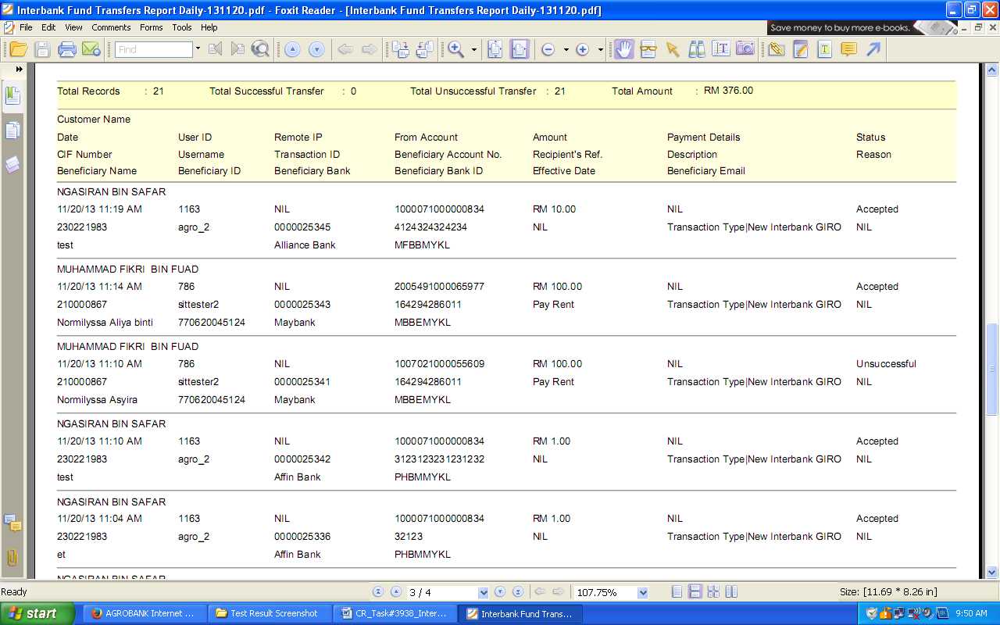 Interbank Fund Transfers Report Daily-131120.pdf - Foxit Reader - [Interbank Fund Transfers Report Daily-131120.pdf]
File Edit View Comments Forms Tools Help
Save money to buy more e-books.
Find
Total Records : 21 Total Successful Transfer : 0 Total Unsuccessful Transfer : 21 Total Amount : RM 376.00
Customer Name
Date User ID Remote IP From Account Amount Payment Details Status
CIF Number Username Transaction ID Beneficiary Account No. Recipient's Ref. Description Reason
Beneficiary Name Beneficiary ID Beneficiary Bank Beneficiary Bank ID Effective Date Beneficiary Email
NGASIRAN BIN SAFAR
11/20/13 11:19 AM 1163 NIL 1000071000000834 RM 10.00 NIL Accepted
230221983 agro_2 0000025345 4124324324234 NIL Transaction Type|New Interbank GIRO NIL
test Alliance Bank MFBBMYKL
MUHAMMAD FIKRI BIN FUAD
11/20/13 11:14 AM 786 NIL 2005491000065977 RM 100.00 NIL Accepted
210000867 sittester2 0000025343 164294286011 Pay Rent Transaction Type|New Interbank GIRO NIL
Normilyssa Aliya binti 770620045124 Maybank MBBEMYKL
MUHAMMAD FIKRI BIN FUAD
11/20/13 11:10 AM 786 NIL 1007021000055609 RM 100.00 NIL Unsuccessful
210000867 sittester2 0000025341 164294286011 Pay Rent Transaction Type|New Interbank GIRO NIL
Normilyssa Asyira 770620045124 Maybank MBBEMYKL
NGASIRAN BIN SAFAR
11/20/13 11:10 AM 1163 NIL 1000071000000834 RM 1.00 NIL Accepted
230221983 agro_2 0000025342 3123123231231232 NIL Transaction Type|New Interbank GIRO NIL
test Affin Bank PHBMMYKL
NGASIRAN BIN SAFAR
11/20/13 11:04 AM 1163 NIL 1000071000000834 RM 1.00 NIL Accepted
230221983 agro_2 0000025336 32123 NIL Transaction Type|New Interbank GIRO NIL
et Affin Bank PHBMMYKL
NGASIRAN BIN SAFAR
Ready 3 / 4 107.75% Size: [11.69 * 8.26 in]
start AGROBANK Internet ... Test Result Screenshot CR_Task#3938_Inter... Interbank Fund Trans... 9:50 AM